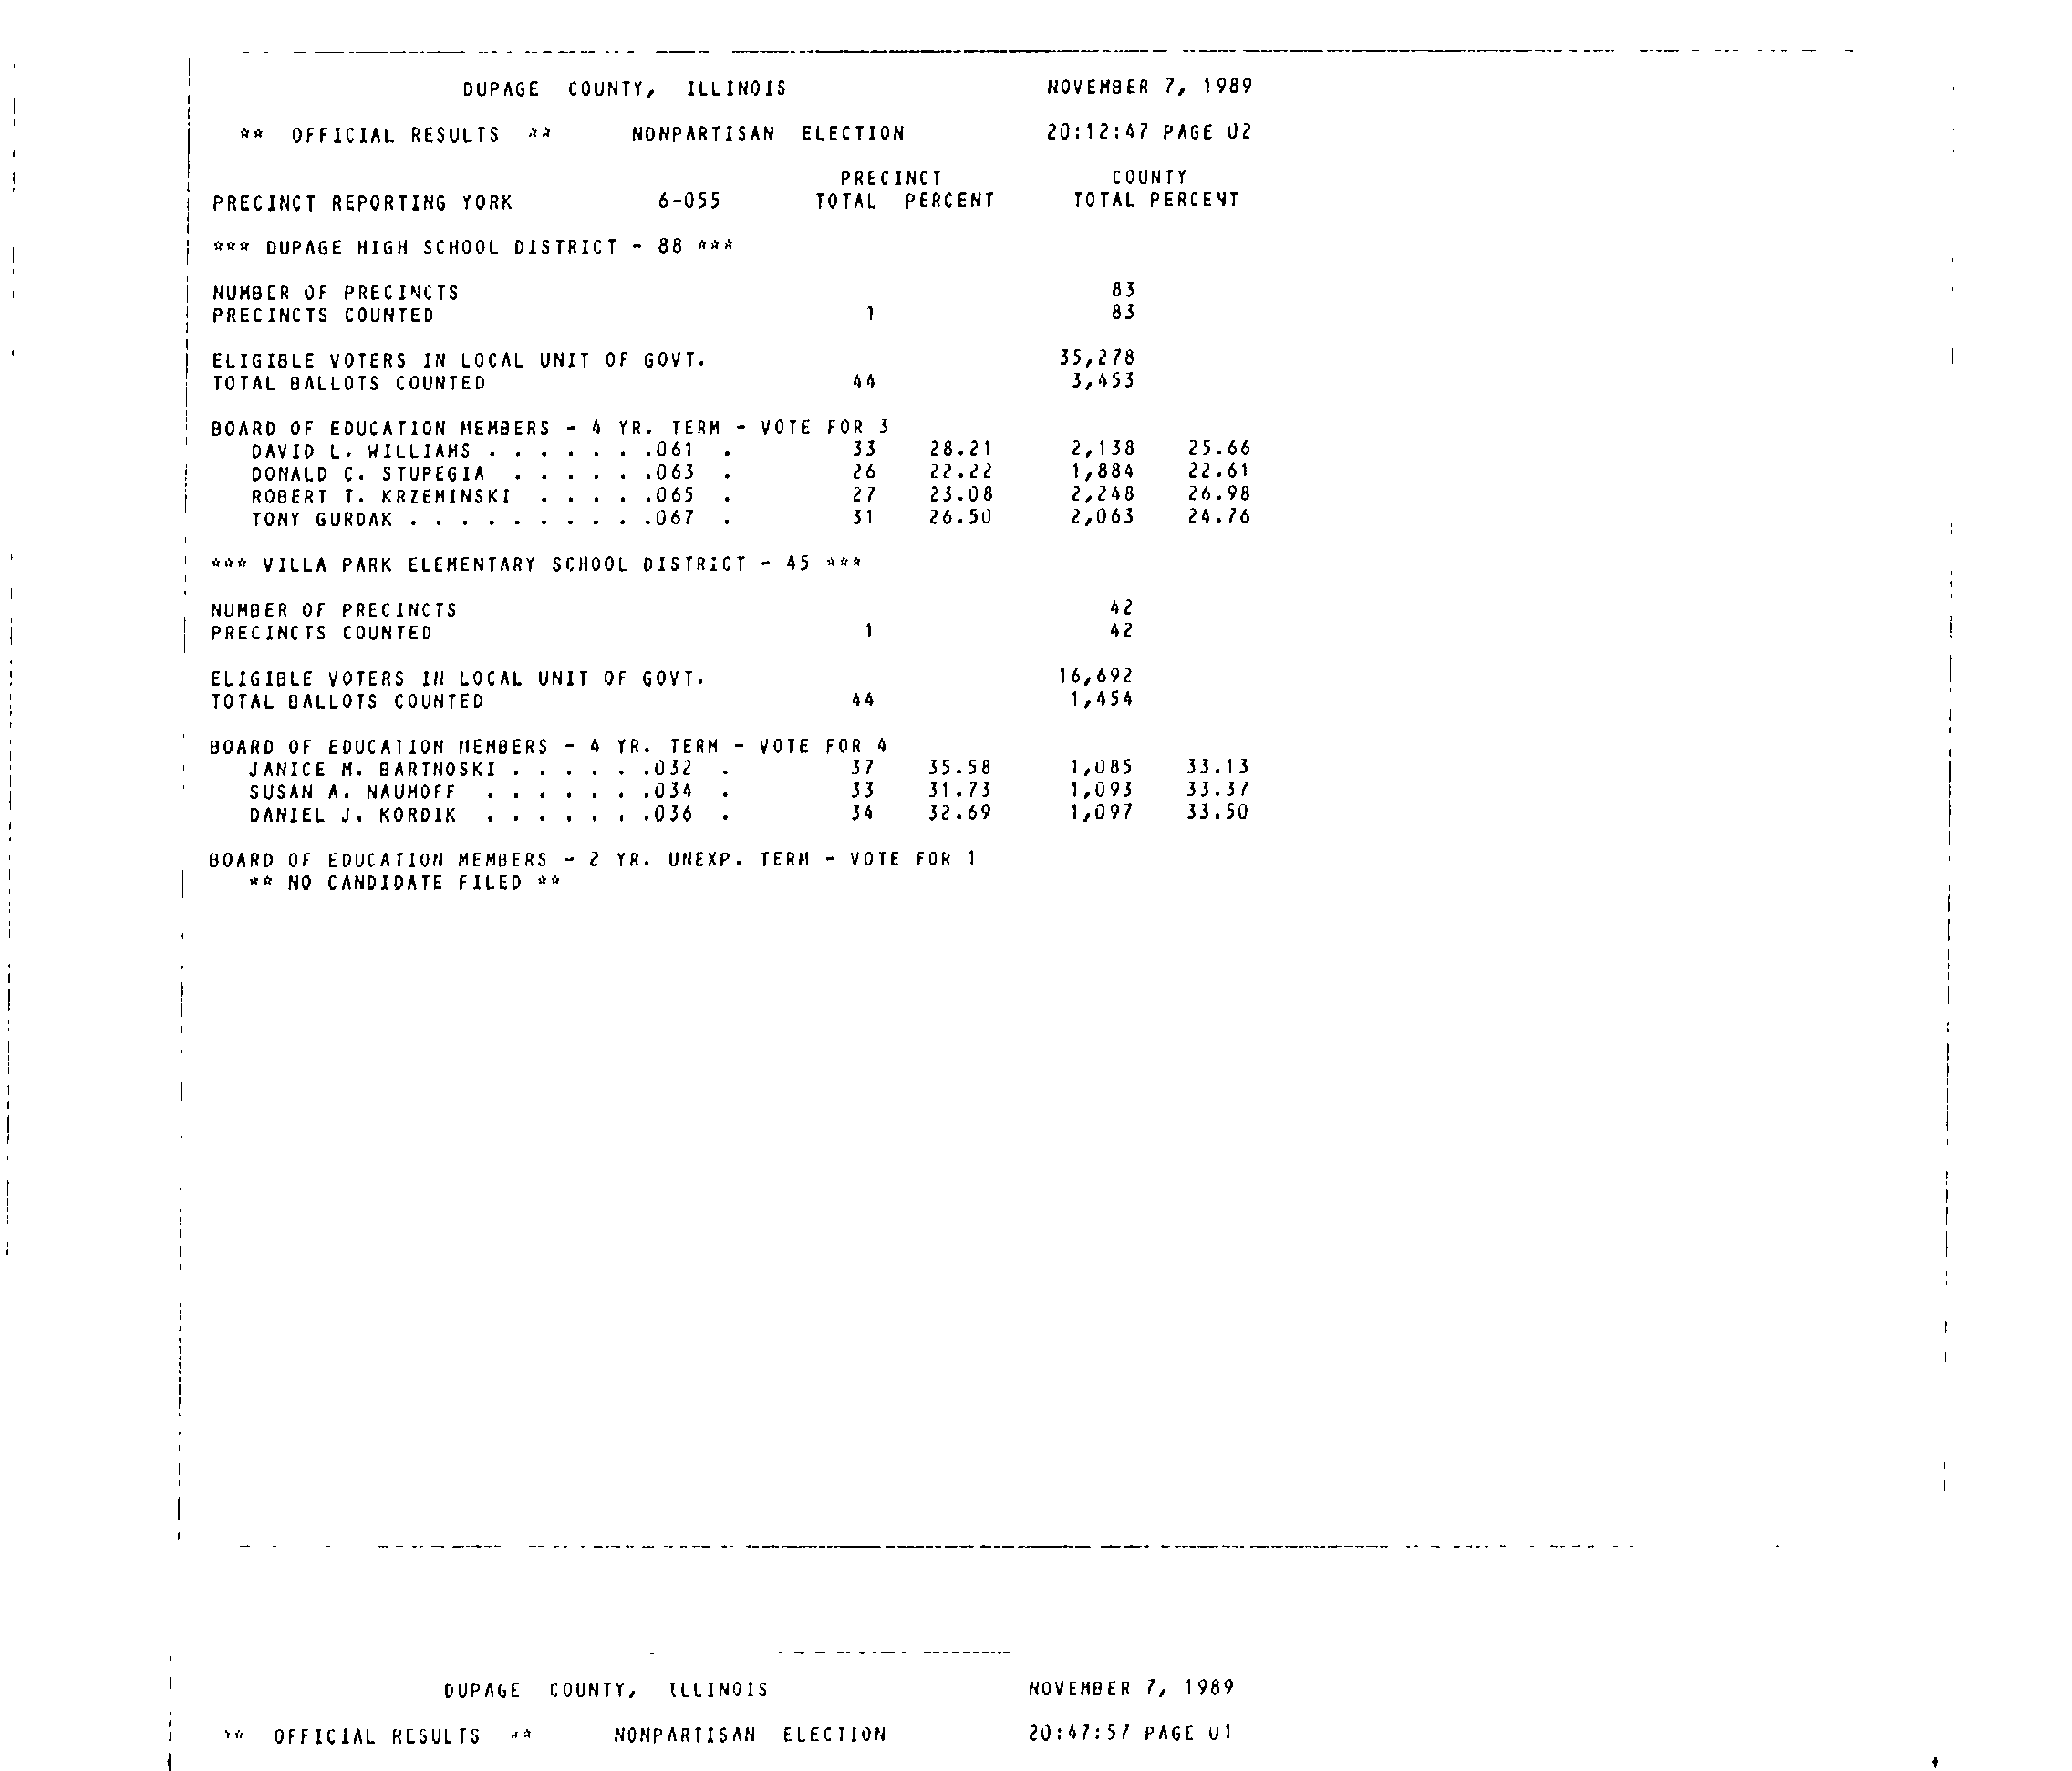 DUPAGE COUNTY, ILLINOIS NOVEMBER 7, 1989
** OFFICIAL RESULTS ** NONPARTISAN ELECTION 20:12:47 PAGE 02
PRECINCT COUNTY
PRECINCT REPORTING YORK 6-055 TOTAL PERCENT TOTAL PERCENT
*** DUPAGE HIGH SCHOOL DISTRICT - 88 ***
NUMBER OF PRECINCTS 83
PRECINCTS COUNTED 1 83
ELIGIBLE VOTERS IN LOCAL UNIT OF GOVT. 35,278
TOTAL BALLOTS COUNTED 44 3,453
BOARD OF EDUCATION MEMBERS - 4 YR. TERM - VOTE FOR 3
DAVID L. WILLIAMS . . . . . . .061 . 33 28.21 2,138 25.66
DONALD C. STUPEGIA . . . . . .063 . 26 22.22 1,884 22.61
ROBERT T. KRZEMINSKI . . . . .065 . 27 23.08 2,248 26.98
TONY GURDAK . . . . . . . . . .067 . 31 26.50 2,063 24.76
*** VILLA PARK ELEMENTARY SCHOOL DISTRICT - 45 ***
NUMBER OF PRECINCTS 42
PRECINCTS COUNTED 1 42
ELIGIBLE VOTERS IN LOCAL UNIT OF GOVT. 16,692
TOTAL BALLOTS COUNTED 44 1,454
BOARD OF EDUCATION MEMBERS - 4 YR. TERM - VOTE FOR 4
JANICE M. BARTNOSKI . . . . . .032 . 37 35.58 1,085 33.13
SUSAN A. NAUMOFF . . . . . . .034 . 33 31.73 1,093 33.37
DANIEL J. KORDIK . . . . . . .036 . 34 32.69 1,097 33.50
BOARD OF EDUCATION MEMBERS - 2 YR. UNEXP. TERM - VOTE FOR 1
** NO CANDIDATE FILED **
DUPAGE COUNTY, ILLINOIS NOVEMBER 7, 1989
** OFFICIAL RESULTS ** NONPARTISAN ELECTION 20:47:57 PAGE 01